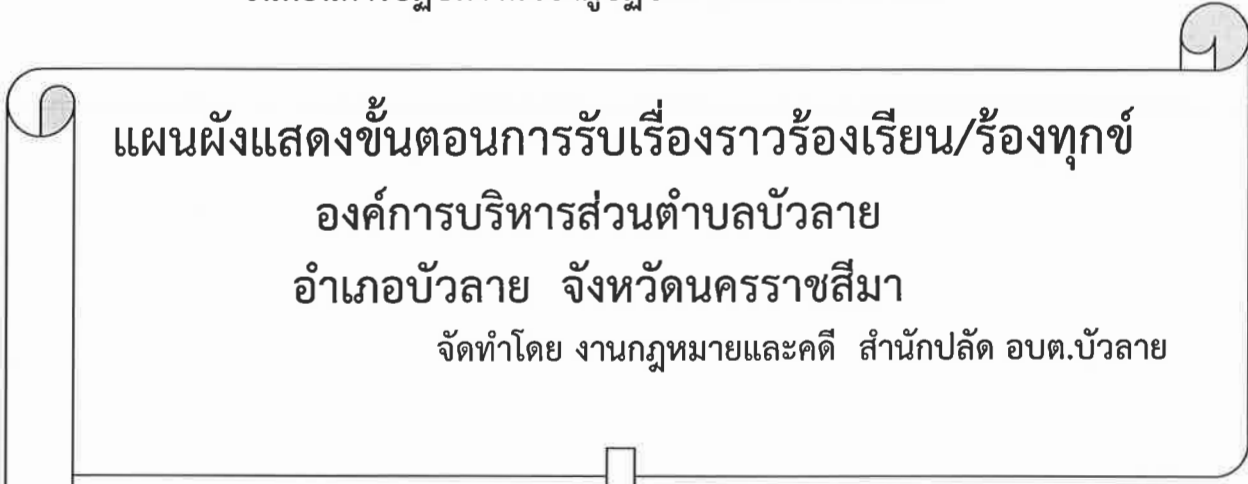 แผนผังแสดงขั้นตอนการรับเรื่องราวร้องเรียน/ร้องทุกข์
องค์การบริหารส่วนตำบลบัวลาย
อำเภอบัวลาย จังหวัดนครราชสีมา
จัดทำโดย งานกฎหมายและคดี สำนักปลัด อบต.บัวลาย